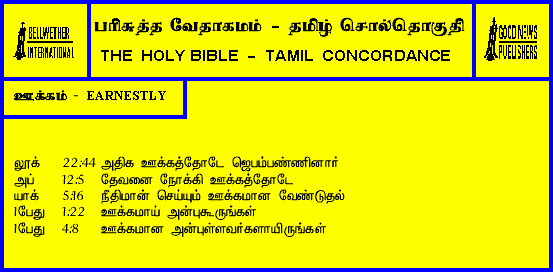 BELLWETHER
INTERNATIONAL
பரிசுத்த வேதாகமம் - தமிழ் சொல்தொகுதி
THE HOLY BIBLE - TAMIL CONCORDANCE
GOOD NEWS
PUBLISHERS
ஊக்கம் - EARNESTLY
லூக் 22:44 அதிக ஊக்கத்தோடே ஜெபம்பண்ணினார்
அப் 12:5 தேவனை நோக்கி ஊக்கத்தோடே
யாக் 5:16 நீதிமான் செய்யும் ஊக்கமான வேண்டுதல்
1பேது 1:22 ஊக்கமாய் அன்புகூருங்கள்
1பேது 4:8 ஊக்கமான அன்புள்ளவர்களாயிருங்கள்